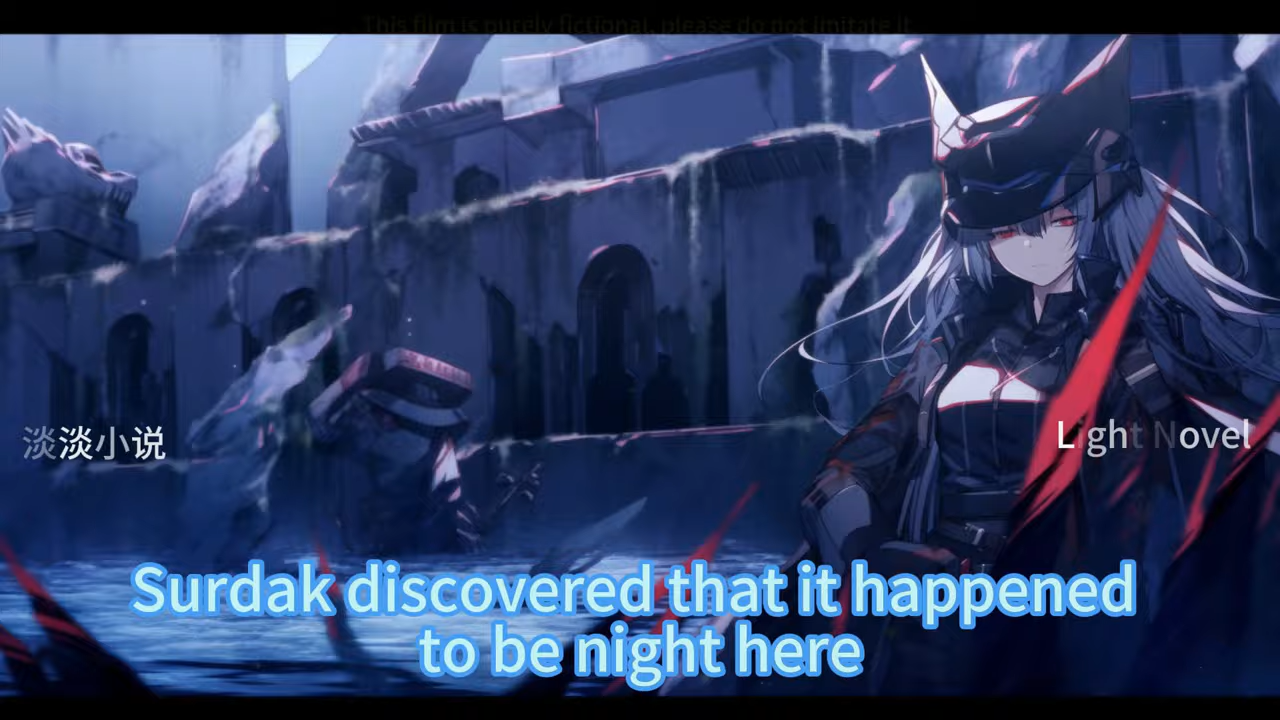 This film is purely fictional, please do not imitate it.
淡淡小说
Light Novel
Surdak discovered that it happened
to be night here